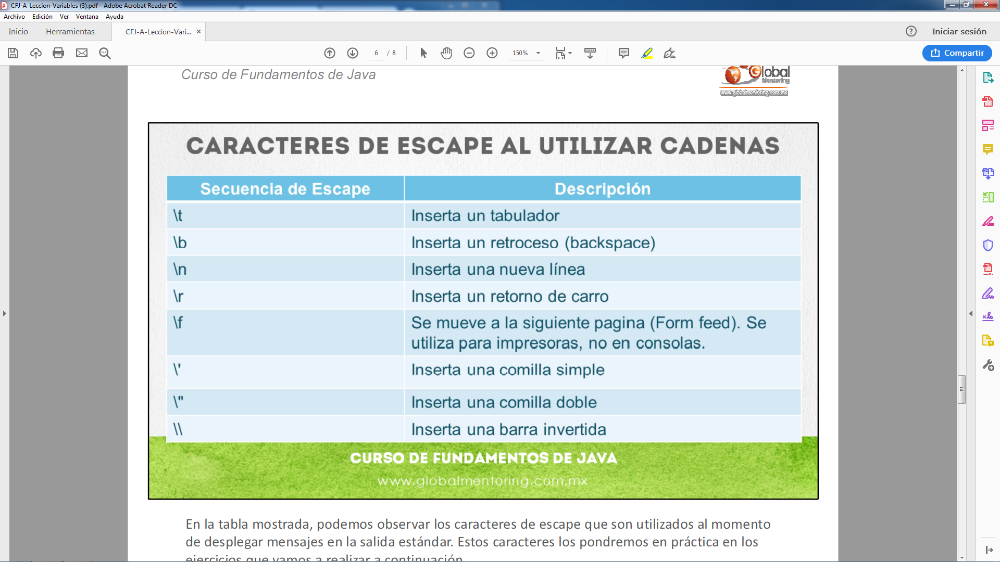 CFJ-A-Leccion-Variables (3).pdf - Adobe Acrobat Reader DC
Archivo Edición Ver Ventana Ayuda
Inicio Herramientas CFJ-A-Leccion-Vari... × ? Iniciar sesión
6 / 8 150% Compartir
Curso de Fundamentos de Java
Global
Mentoring
www.globalmentoring.com.mx
CARACTERES DE ESCAPE AL UTILIZAR CADENAS
Secuencia de Escape Descripción
\t Inserta un tabulador
\b Inserta un retroceso (backspace)
\n Inserta una nueva línea
\r Inserta un retorno de carro
\f Se mueve a la siguiente pagina (Form feed). Se
utiliza para impresoras, no en consolas.
\' Inserta una comilla simple
\" Inserta una comilla doble
\\ Inserta una barra invertida
CURSO DE FUNDAMENTOS DE JAVA
www.globalmentoring.com.mx
En la tabla mostrada, podemos observar los caracteres de escape que son utilizados al momento
de desplegar mensajes en la salida estándar. Estos caracteres los pondremos en práctica en los
ejercicios que vamos a realizar a continuación